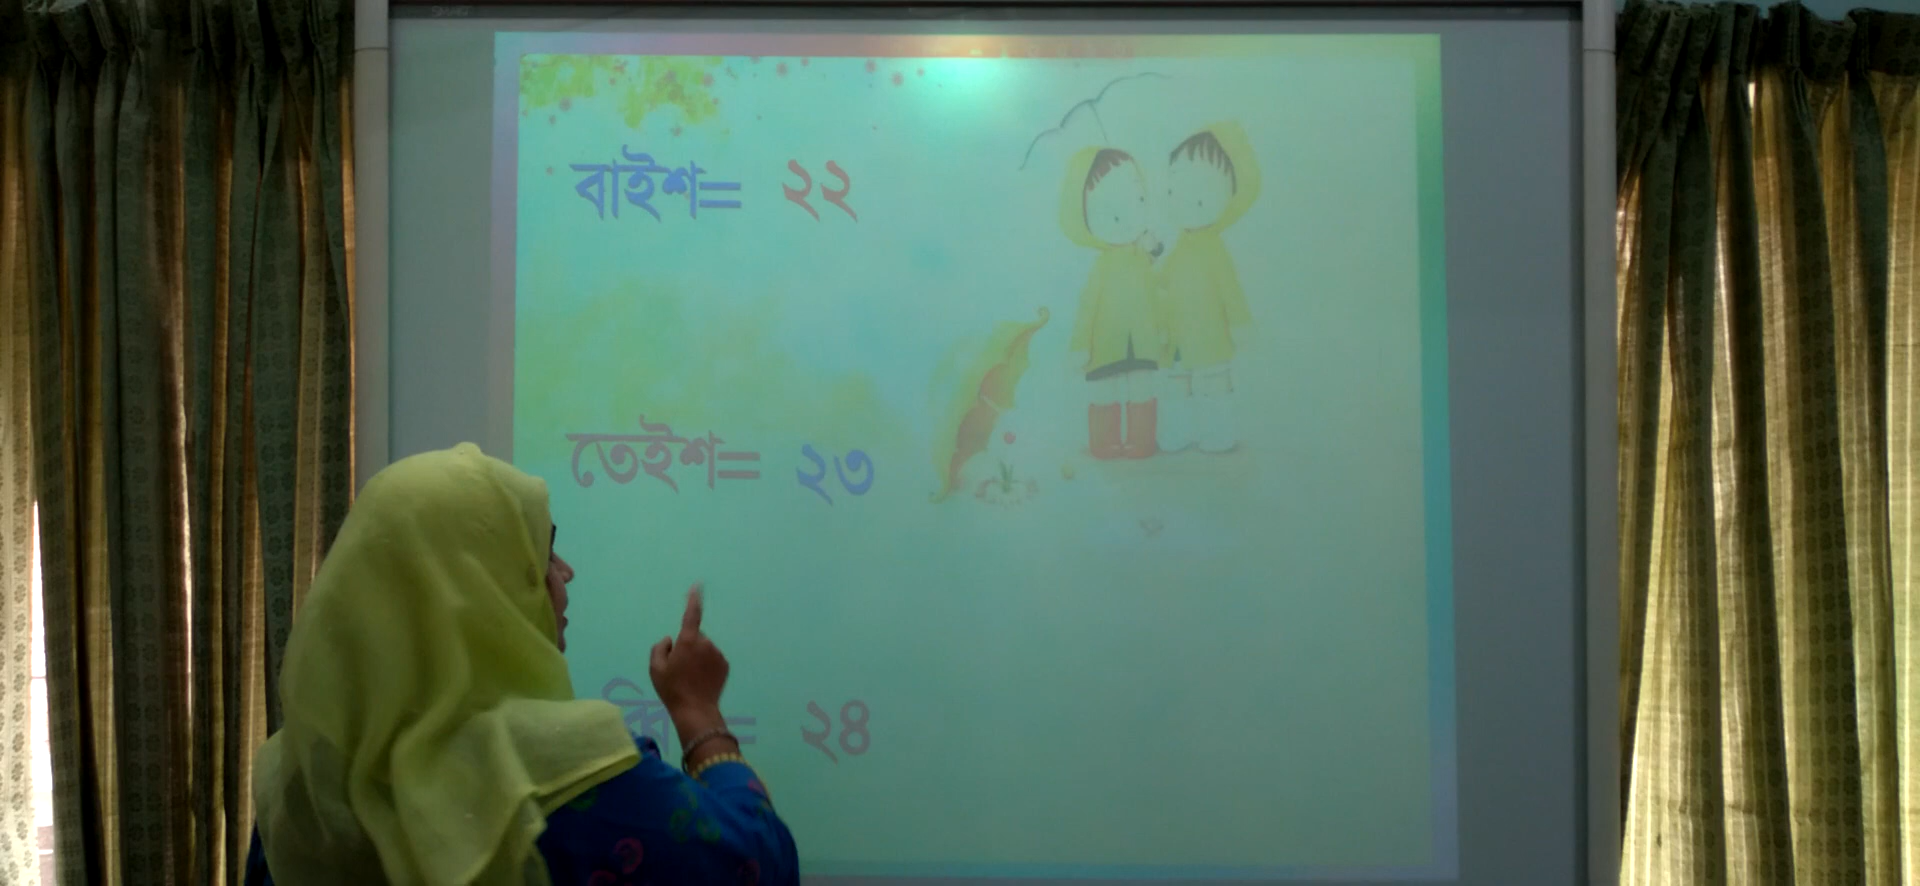 বাইশ= ২২
তেইশ= ২৩
= ২৪